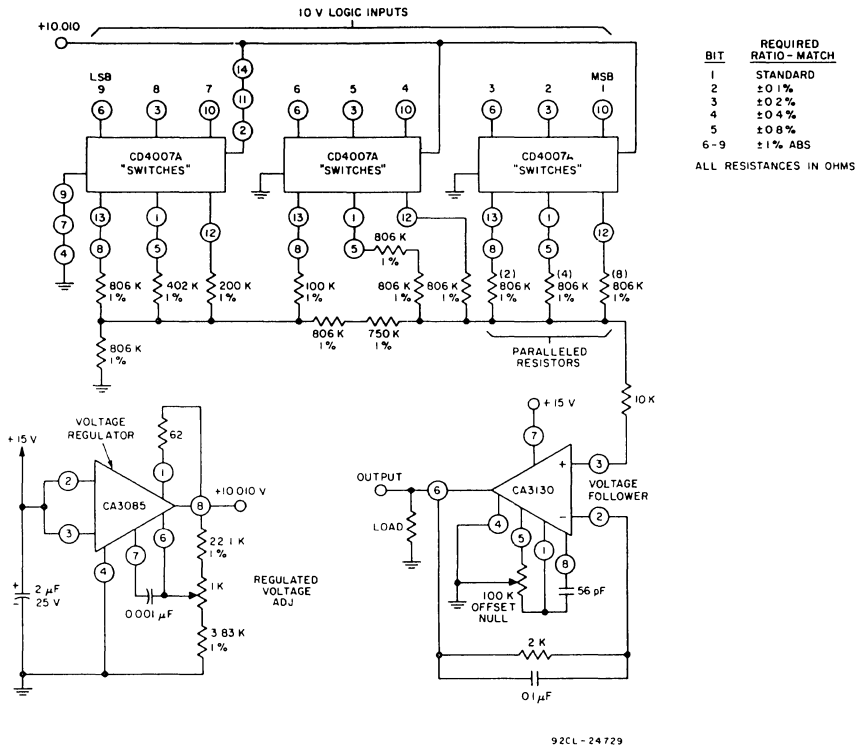 10 V LOGIC INPUTS
+10.010
LSB
9 8 7
6 5 4
3 2
MSB
1
BIT
REQUIRED
RATIO-MATCH
1 STANDARD
2 ±0 1%
3 ±0 2%
4 ±0 4%
5 ±0 8%
6-9 ±1% ABS
ALL RESISTANCES IN OHMS
14
11
2
6 3 10
6 3 10
6 3 10
CD4007A
"SWITCHES"
CD4007A
"SWITCHES"
CD4007A
"SWITCHES"
9
7
4
13 1 12
8 5
13 1 12
8 5
13 1 12
8 5
806 K
1%
402 K
1%
200 K
1%
100 K
1%
806 K
1%
806 K
1%
806 K
1%
(2)
806 K
1%
(4)
806 K
1%
(8)
806 K
1%
806 K
1%
750 K
1%
806 K
1%
PARALLELED
RESISTORS
10 K
VOLTAGE
REGULATOR
+15 V
62
1
2
3
CA3085
8
+10 010 V
4
7
6
22 1 K
1%
1K
3 83 K
1%
REGULATED
VOLTAGE
ADJ
+
-
2 μF
25 V
0 001 μF
+15 V
7
OUTPUT
6
LOAD
CA3130
+
-
3
2
VOLTAGE
FOLLOWER
4
5
1
8
100 K
OFFSET
NULL
56 pF
2 K
01 μF
92CL-24729